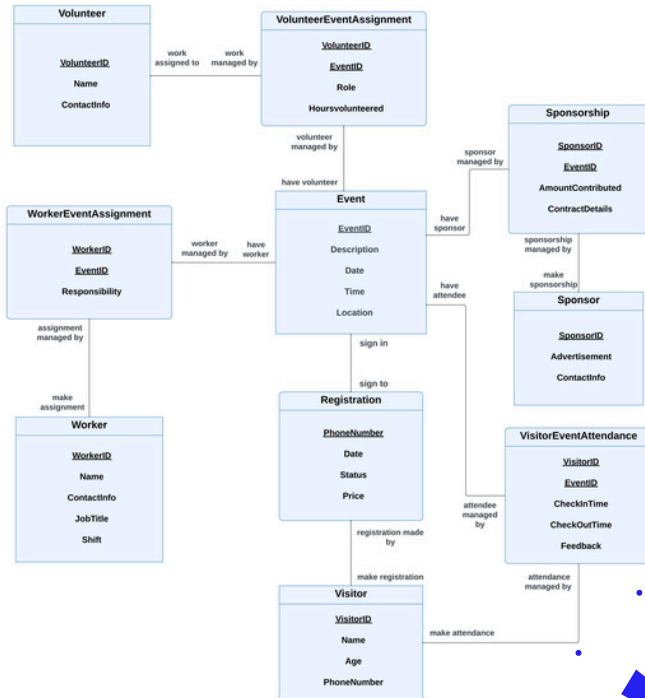 Volunteer
VolunteerID
Name
ContactInfo
work
assigned to
work
managed by
VolunteerEventAssignment
VolunteerID
EventID
Role
Hoursvolunteered
volunteer
managed by
have volunteer
Sponsorship
SponsorID
EventID
AmountContributed
ContractDetails
sponsor
managed by
have
sponsor
sponsorship
managed by
make
sponsorship
Event
EventID
Description
Date
Time
Location
WorkerEventAssignment
WorkerID
EventID
Responsibility
worker
managed by
have
worker
have
attendee
Sponsor
SponsorID
Advertisement
ContactInfo
assignment
managed by
make
assignment
sign in
sign to
Registration
PhoneNumber
Date
Status
Price
Worker
WorkerID
Name
ContactInfo
JobTitle
Shift
VisitorEventAttendance
VisitorID
EventID
CheckInTime
CheckOutTime
Feedback
attendee
managed
by
registration made
by
make registration
attendance
managed by
make attendance
Visitor
VisitorID
Name
Age
PhoneNumber